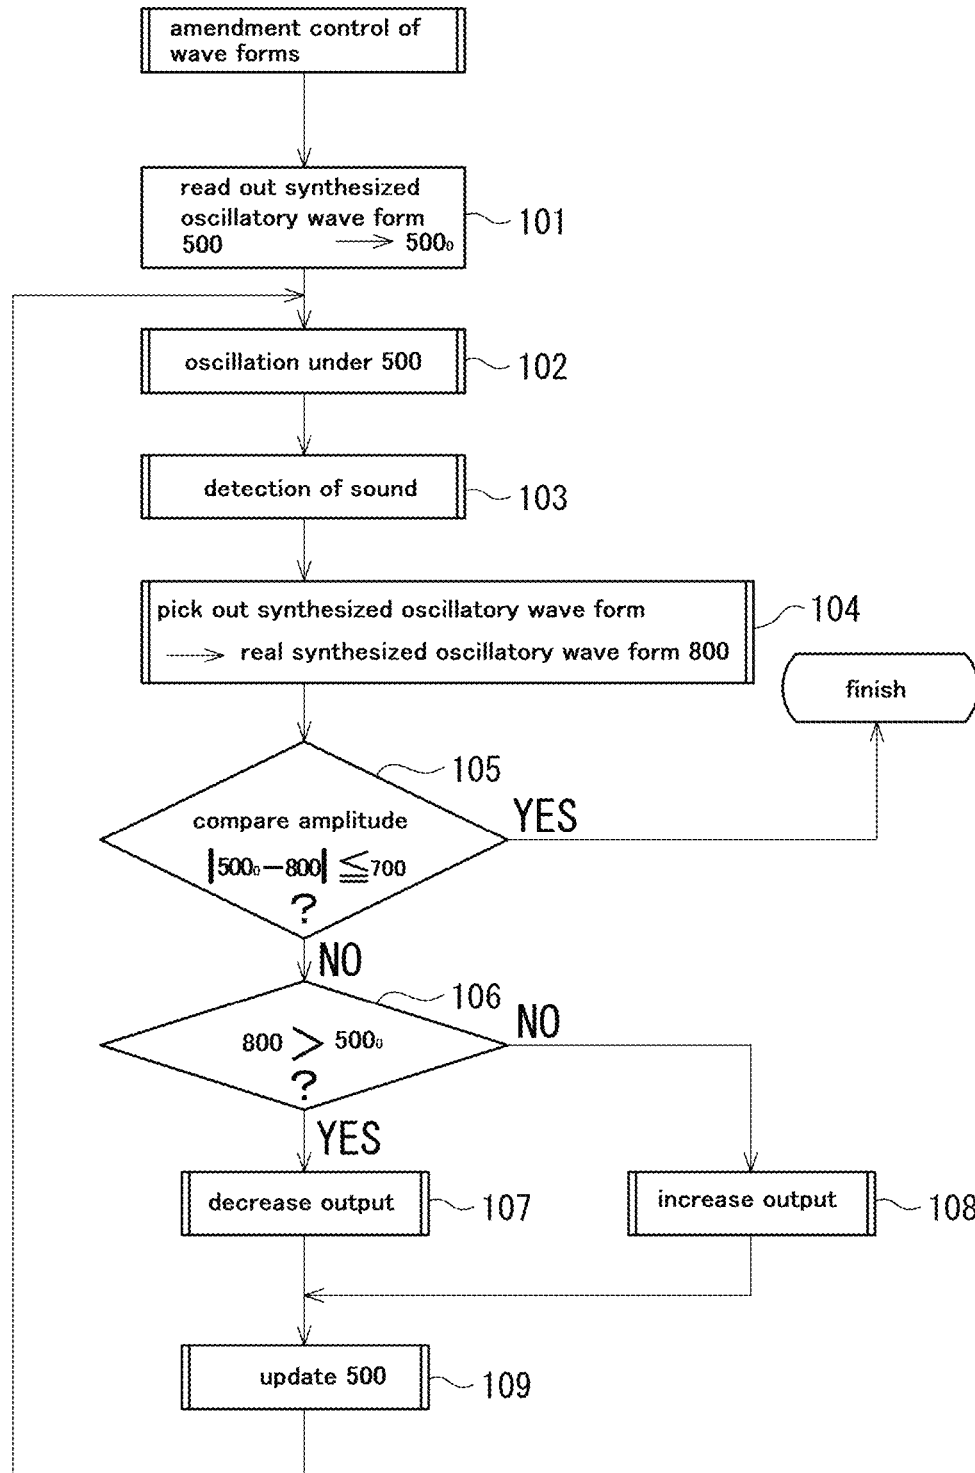 amendment control of
wave forms
read out synthesized
oscillatory wave form
500 → 500₀
101
oscillation under 500
102
detection of sound
103
pick out synthesized oscillatory wave form
→ real synthesized oscillatory wave form 800
104
finish
105
compare amplitude
|500₀－800| ≦ 700
?
YES
NO
106
800 > 500₀
?
NO
YES
decrease output
107
increase output
108
update 500
109